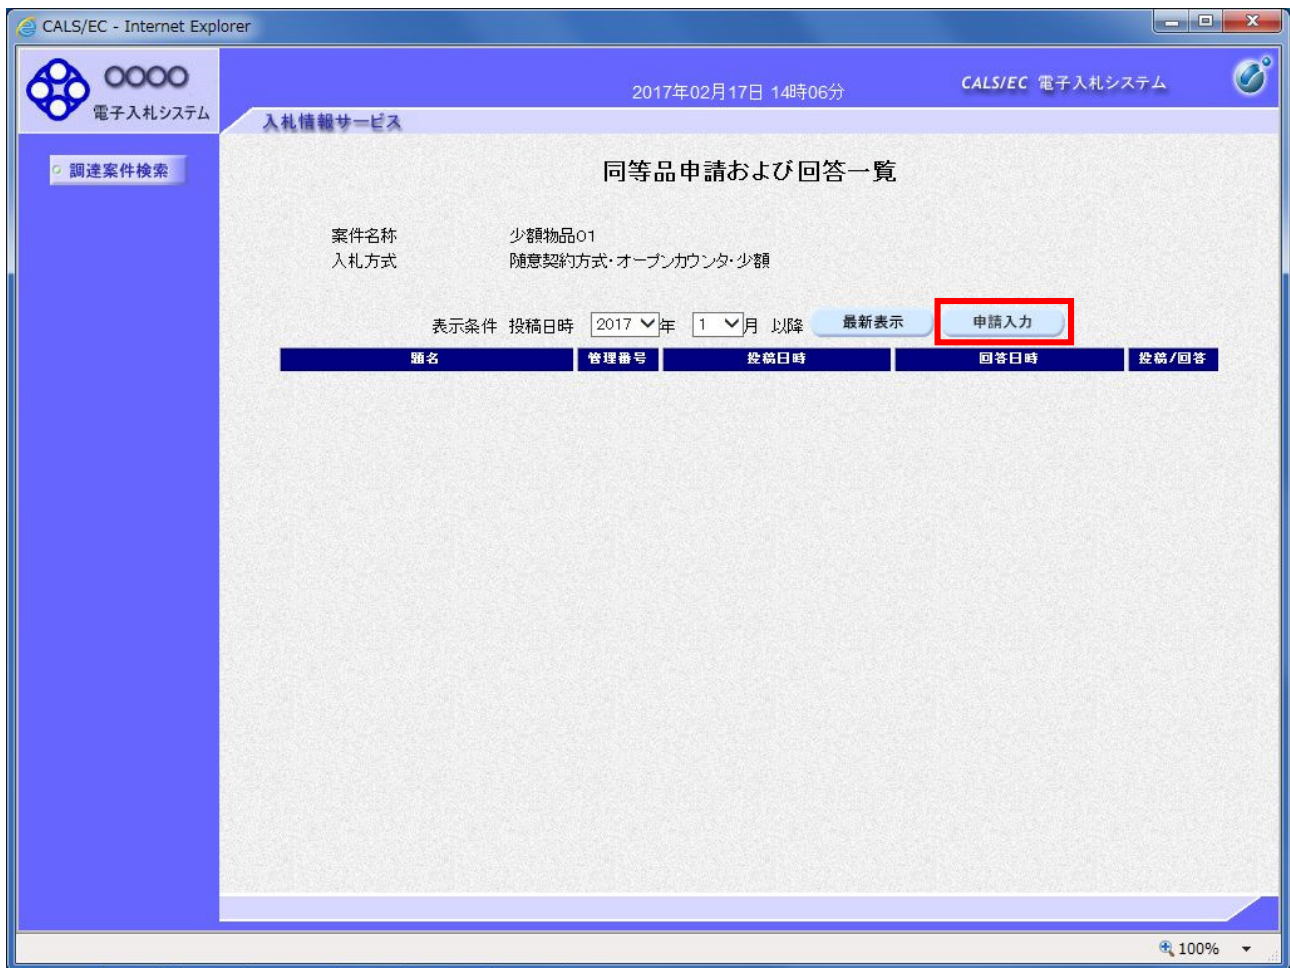 CALS/EC - Internet Explorer
〇〇〇〇
電子入札システム
2017年02月17日 14時06分
CALS/EC 電子入札システム
入札情報サービス
調達案件検索
同等品申請および回答一覧
案件名称 少額物品01
入札方式 随意契約方式・オープンカウンタ・少額
表示条件 投稿日時 2017 年 1 月 以降 最新表示 申請入力
題名 管理番号 投稿日時 回答日時 投稿/回答
100%